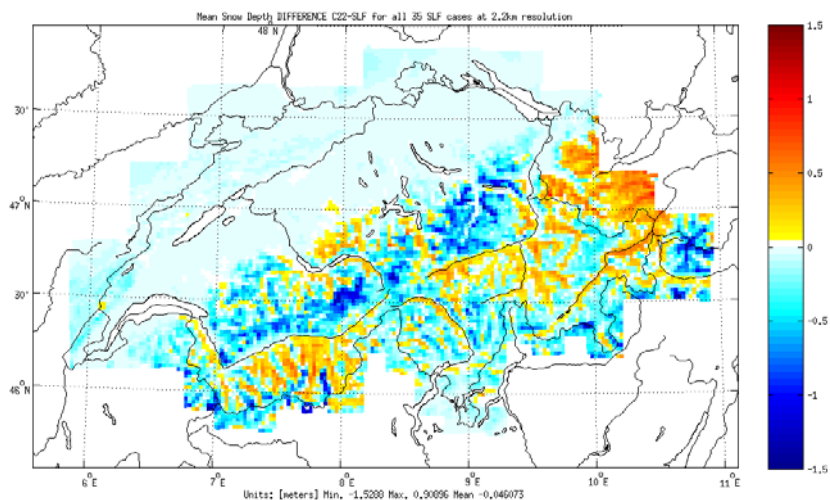 Mean Snow Depth DIFFERENCE C22-SLF for all 35 SLF cases at 2.2km resolution
48°N
30'
47°N
30'
46°N
6°E 7°E 8°E 9°E 10°E 11°E
Units: [meters] Min. -1.5288 Max. 0.90896 Mean -0.046073
1.5
1
0.5
0
-0.5
-1
-1.5